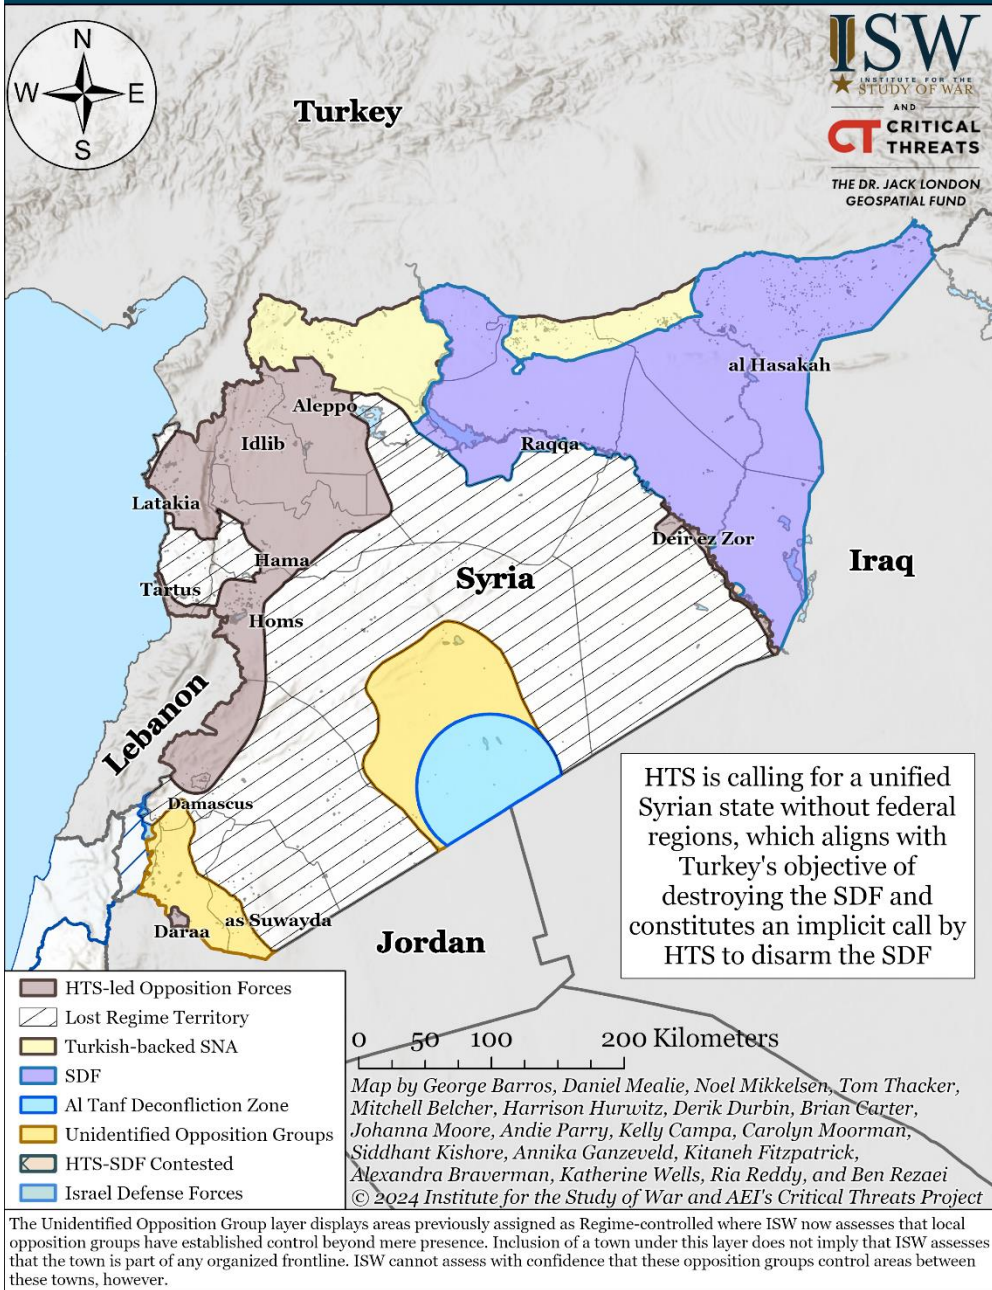 N
W
E
S
ISW
INSTITUTE FOR THE
STUDY OF WAR
AND
CT CRITICAL
THREATS
THE DR. JACK LONDON
GEOSPATIAL FUND
Turkey
al Hasakah
Aleppo
Idlib
Raqqa
Latakia
Deir ez Zor
Iraq
Hama
Syria
Tartus
Homs
Lebanon
Damascus
as Suwayda
Daraa
Jordan
HTS is calling for a unified
Syrian state without federal
regions, which aligns with
Turkey's objective of
destroying the SDF and
constitutes an implicit call by
HTS to disarm the SDF
HTS-led Opposition Forces
Lost Regime Territory
Turkish-backed SNA
SDF
Al Tanf Deconfliction Zone
Unidentified Opposition Groups
HTS-SDF Contested
Israel Defense Forces
0 50 100 200 Kilometers
Map by George Barros, Daniel Mealie, Noel Mikkelsen, Tom Thacker,
Mitchell Belcher, Harrison Hurwitz, Derik Durbin, Brian Carter,
Johanna Moore, Andie Parry, Kelly Campa, Carolyn Moorman,
Siddhant Kishore, Annika Ganzeveld, Kitaneh Fitzpatrick,
Alexandra Braverman, Katherine Wells, Ria Reddy, and Ben Rezaei
© 2024 Institute for the Study of War and AEI's Critical Threats Project
The Unidentified Opposition Group layer displays areas previously assigned as Regime-controlled where ISW now assesses that local
opposition groups have established control beyond mere presence. Inclusion of a town under this layer does not imply that ISW assesses
that the town is part of any organized frontline. ISW cannot assess with confidence that these opposition groups control areas between
these towns, however.